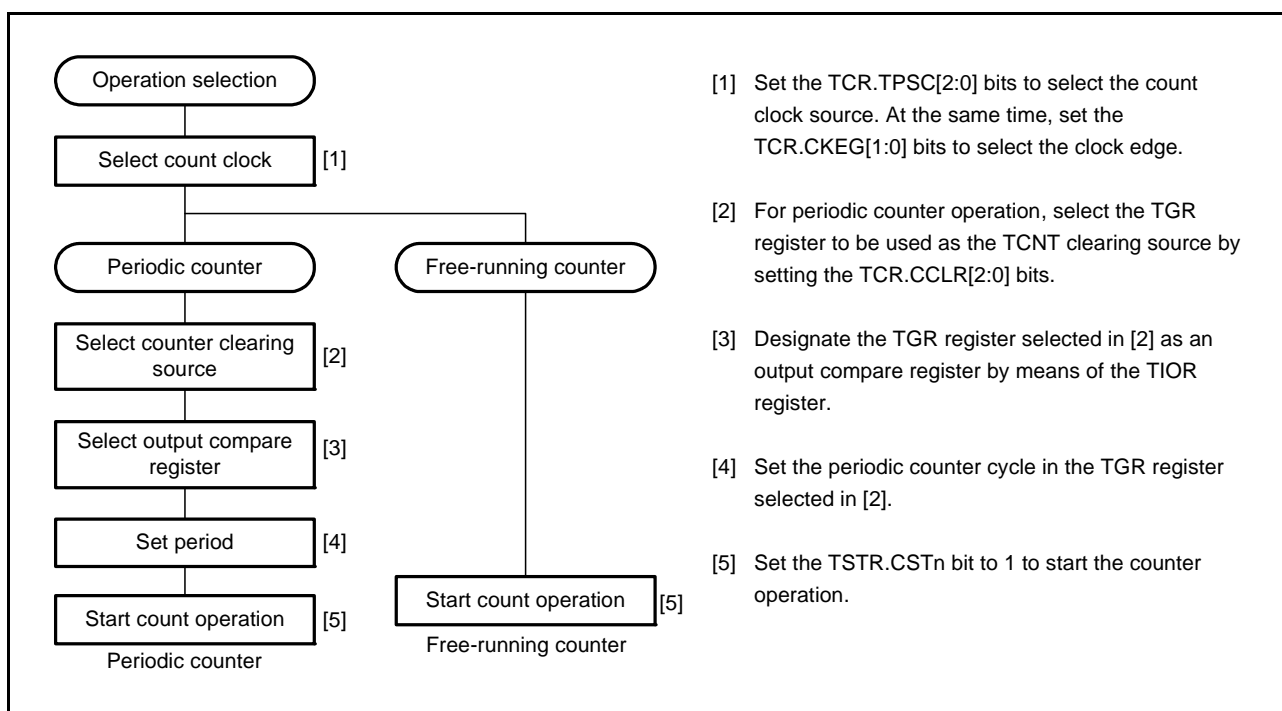 Operation selection
Select count clock
[1]
Periodic counter
Free-running counter
Select counter clearing
source
[2]
Select output compare
register
[3]
Set period
[4]
Start count operation
[5]
Periodic counter
Start count operation
[5]
Free-running counter
[1] Set the TCR.TPSC[2:0] bits to select the count
clock source. At the same time, set the
TCR.CKEG[1:0] bits to select the clock edge.
[2] For periodic counter operation, select the TGR
register to be used as the TCNT clearing source by
setting the TCR.CCLR[2:0] bits.
[3] Designate the TGR register selected in [2] as an
output compare register by means of the TIOR
register.
[4] Set the periodic counter cycle in the TGR register
selected in [2].
[5] Set the TSTR.CSTn bit to 1 to start the counter
operation.